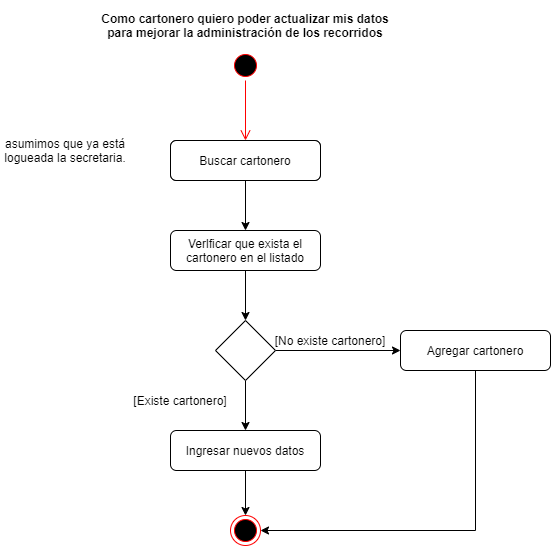 Como cartonero quiero poder actualizar mis datos
para mejorar la administración de los recorridos
asumimos que ya está
logueada la secretaria.
Buscar cartonero
Verlficar que exista el
cartonero en el listado
[No existe cartonero]
Agregar cartonero
[Existe cartonero]
Ingresar nuevos datos